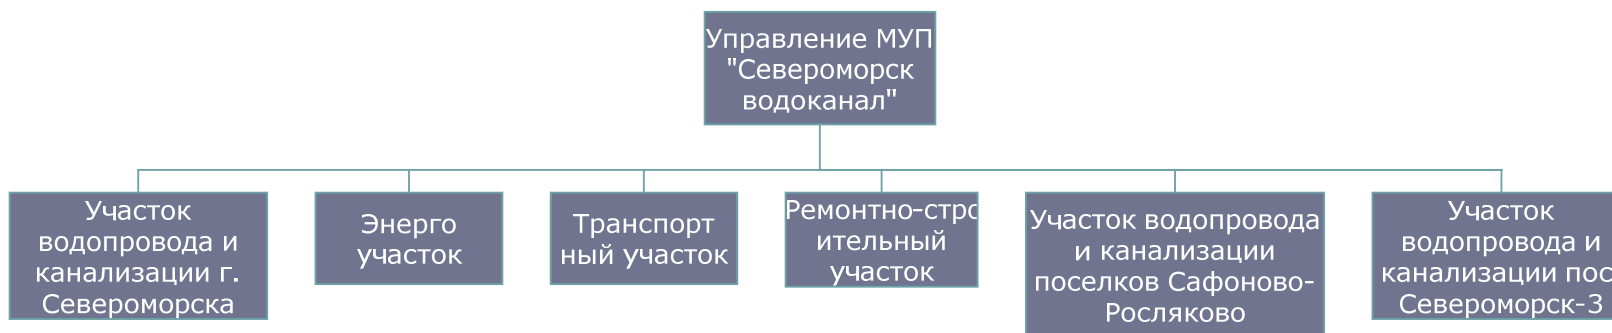 Управление МУП
"Североморск
водоканал"
Участок
водопровода и
канализации г.
Североморска
Энерго
участок
Транспорт
ный участок
Ремонтно-стро
ительный
участок
Участок водопровода
и канализации
поселков Сафоново-
Росляково
Участок
водопровода и
канализации пос
Североморск-3